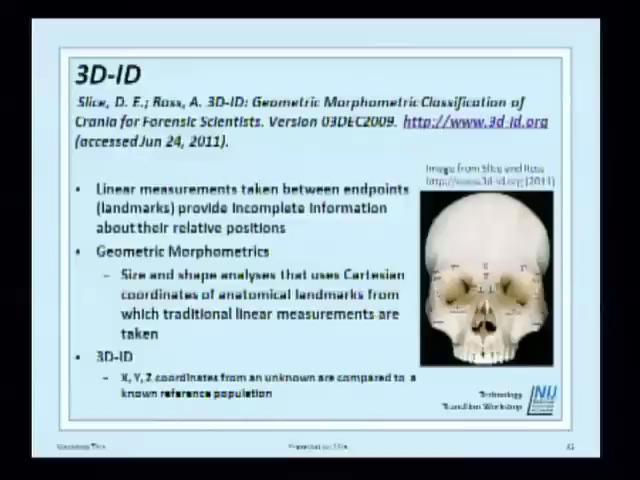 3D-ID
Slice, D. E.; Ross, A. 3D-ID: Geometric Morphometric Classification of
Crania for Forensic Scientists. Version 03DEC2009. http://www.3d-id.org
(accessed Jun 24, 2011).
Image from Slice and Ross
http://www.3d-id.org (2011)
• Linear measurements taken between endpoints
(landmarks) provide incomplete information
about their relative positions
• Geometric Morphometrics
– Size and shape analyses that uses Cartesian
coordinates of anatomical landmarks from
which traditional linear measurements are
taken
• 3D-ID
– X, Y, Z coordinates from an unknown are compared to a
known reference population
Technology
Transition Workshop
NIJ